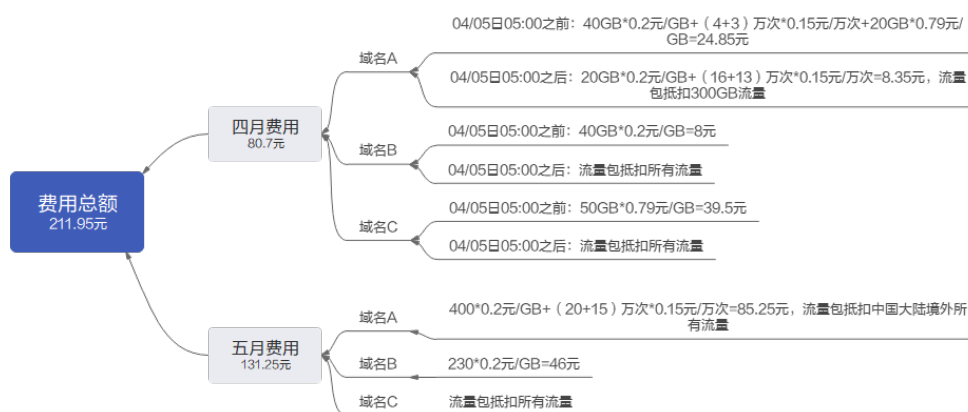 04/05日05:00之前：40GB*0.2元/GB+（4+3）万次*0.15元/万次+20GB*0.79元/
GB=24.85元
域名A
04/05日05:00之后：20GB*0.2元/GB+（16+13）万次*0.15元/万次=8.35元，流量
包抵扣300GB流量
四月费用
80.7元
04/05日05:00之前：40GB*0.2元/GB=8元
域名B
04/05日05:00之后：流量包抵扣所有流量
费用总额
211.95元
04/05日05:00之前：50GB*0.79元/GB=39.5元
域名C
04/05日05:00之后：流量包抵扣所有流量
400*0.2元/GB+（20+15）万次*0.15元/万次=85.25元，流量包抵扣中国大陆境外所
有流量
域名A
五月费用
131.25元
域名B
230*0.2元/GB=46元
域名C
流量包抵扣所有流量